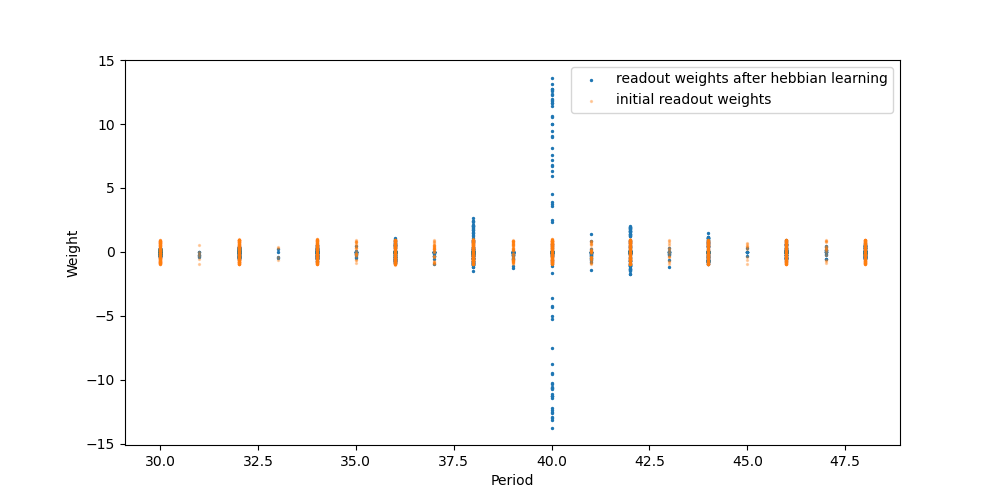 15
10
5
0
−5
−10
−15
Weight
readout weights after hebbian learning
initial readout weights
30.0 32.5 35.0 37.5 40.0 42.5 45.0 47.5
Period